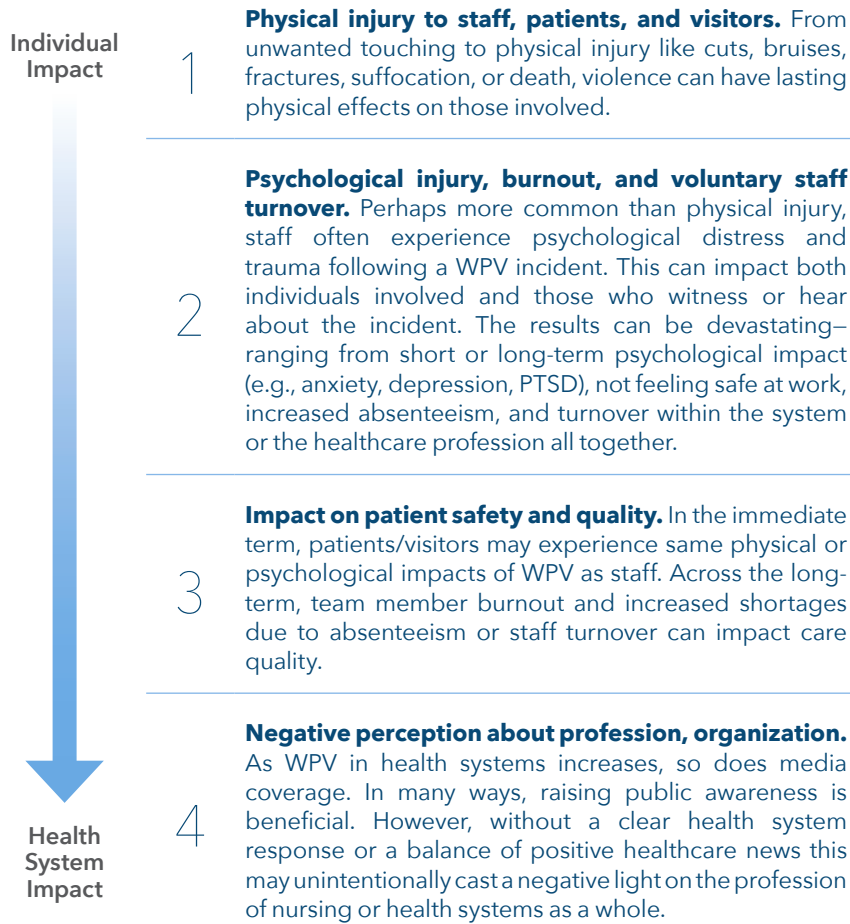 Individual
Impact
1
Physical injury to staff, patients, and visitors. From
unwanted touching to physical injury like cuts, bruises,
fractures, suffocation, or death, violence can have lasting
physical effects on those involved.
2
Psychological injury, burnout, and voluntary staff
turnover. Perhaps more common than physical injury,
staff often experience psychological distress and
trauma following a WPV incident. This can impact both
individuals involved and those who witness or hear
about the incident. The results can be devastating—
ranging from short or long-term psychological impact
(e.g., anxiety, depression, PTSD), not feeling safe at work,
increased absenteeism, and turnover within the system
or the healthcare profession all together.
3
Impact on patient safety and quality. In the immediate
term, patients/visitors may experience same physical or
psychological impacts of WPV as staff. Across the long-
term, team member burnout and increased shortages
due to absenteeism or staff turnover can impact care
quality.
4
Negative perception about profession, organization.
As WPV in health systems increases, so does media
coverage. In many ways, raising public awareness is
beneficial. However, without a clear health system
response or a balance of positive healthcare news this
may unintentionally cast a negative light on the profession
of nursing or health systems as a whole.
Health
System
Impact